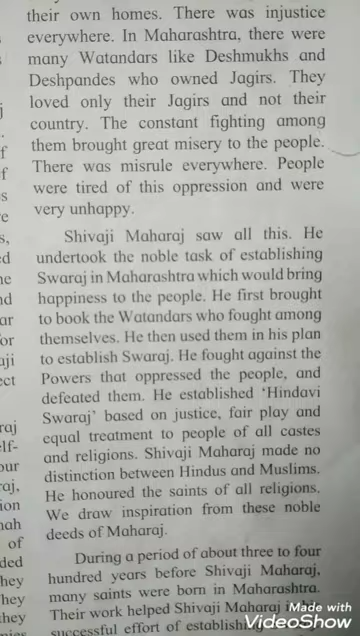 their own homes. There was injustice
everywhere. In Maharashtra, there were
many Watandars like Deshmukhs and
Deshpandes who owned Jagirs. They
loved only their Jagirs and not their
country. The constant fighting among
them brought great misery to the people.
There was misrule everywhere. People
were tired of this oppression and were
very unhappy.
Shivaji Maharaj saw all this. He
undertook the noble task of establishing
Swaraj in Maharashtra which would bring
happiness to the people. He first brought
to book the Watandars who fought among
themselves. He then used them in his plan
to establish Swaraj. He fought against the
Powers that oppressed the people, and
defeated them. He established ‘Hindavi
Swaraj’ based on justice, fair play and
equal treatment to people of all castes
and religions. Shivaji Maharaj made no
distinction between Hindus and Muslims.
He honoured the saints of all religions.
We draw inspiration from these noble
deeds of Maharaj.
During a period of about three to four
hundred years before Shivaji Maharaj,
many saints were born in Maharashtra.
Their work helped Shivaji Maharaj in
successful effort of
Made with
VideoShow